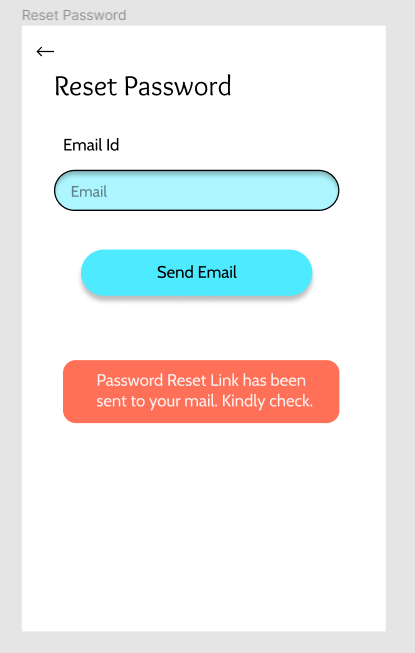 Reset Password
Reset Password
Email Id
Email
Send Email
Password Reset Link has been
sent to your mail. Kindly check.